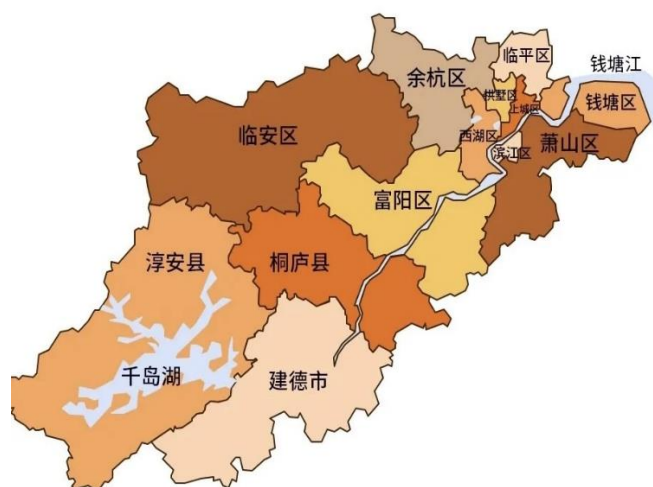 临平区
钱塘江
余杭区
拱墅区
钱塘区
上城区
临安区
西湖区
萧山区
滨江区
富阳区
淳安县
桐庐县
千岛湖
建德市